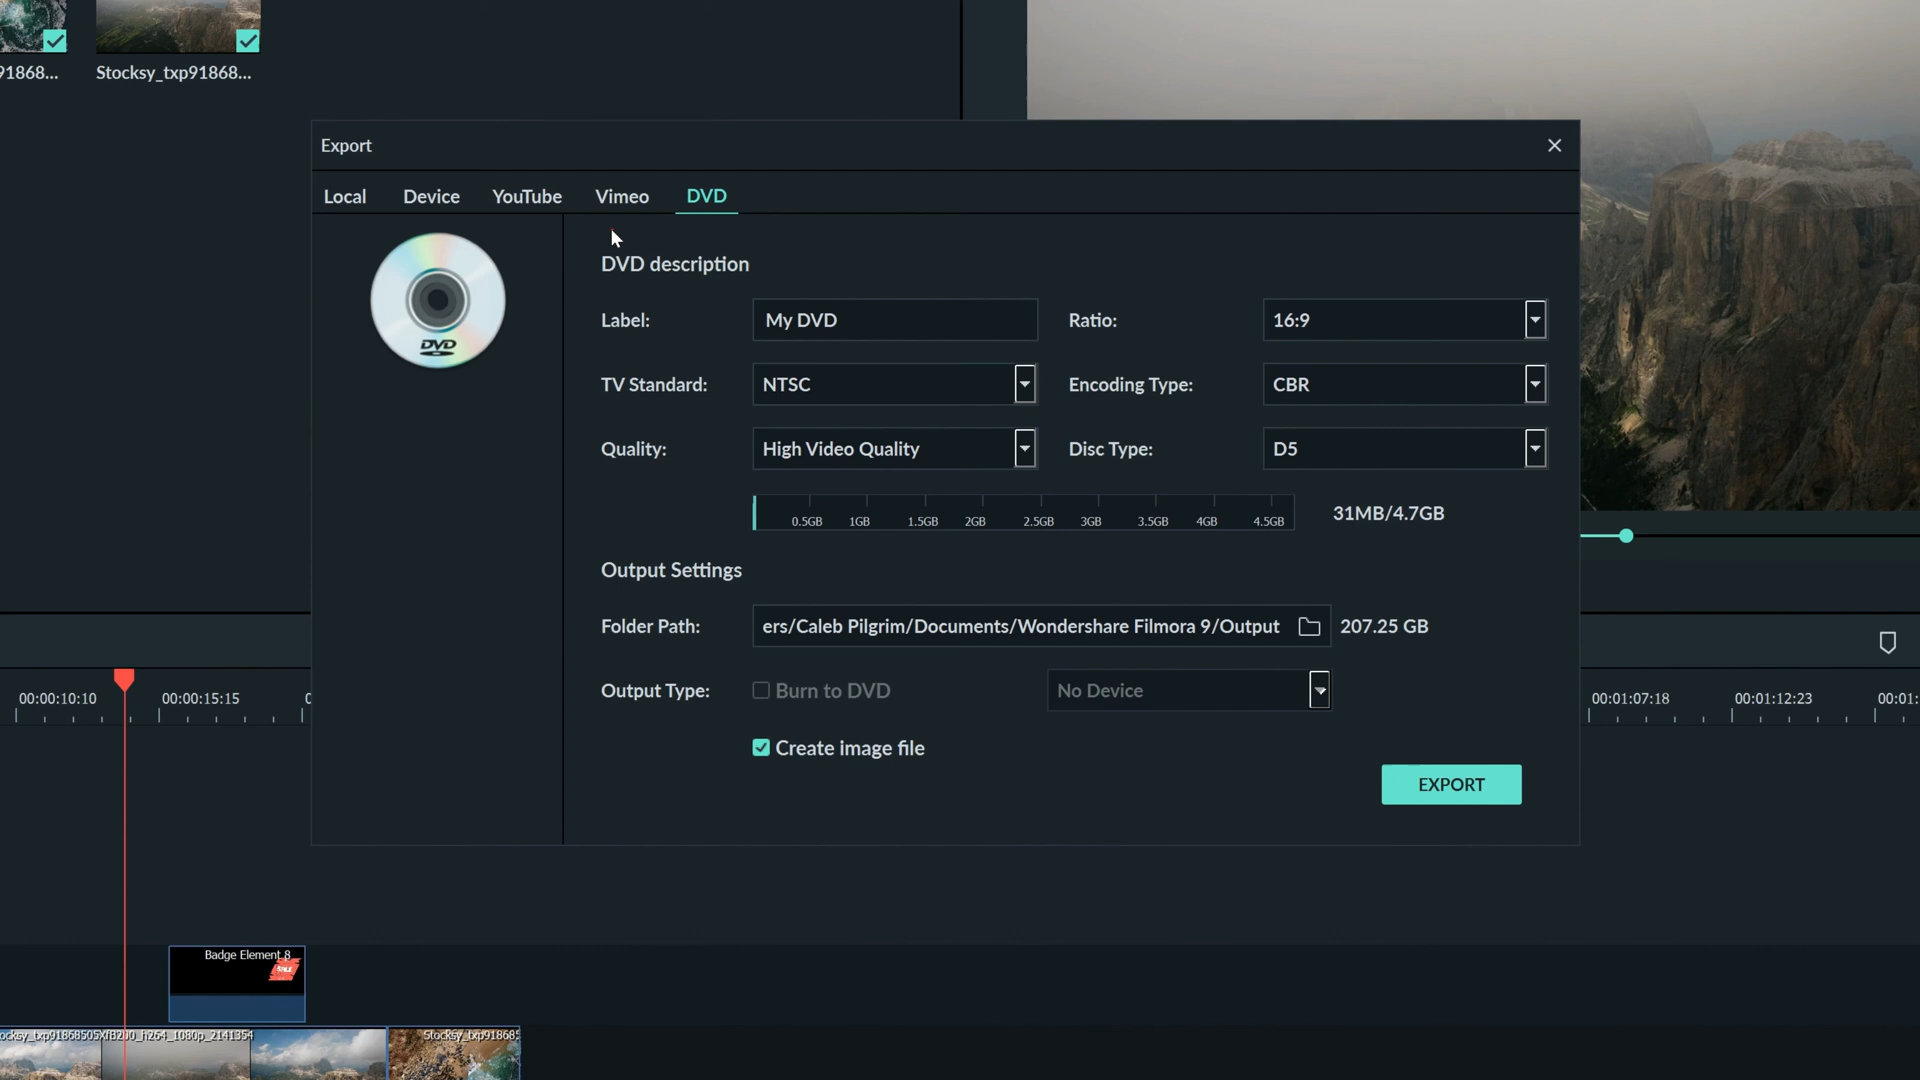 91868... Stocksy_txp91868...
Export
Local Device YouTube Vimeo DVD
DVD
DVD description
Label: My DVD Ratio: 16:9
TV Standard: NTSC Encoding Type: CBR
Quality: High Video Quality Disc Type: D5
0.5GB 1GB 1.5GB 2GB 2.5GB 3GB 3.5GB 4GB 4.5GB 31MB/4.7GB
Output Settings
Folder Path: ers/Caleb Pilgrim/Documents/Wondershare Filmora 9/Output 207.25 GB
Output Type: Burn to DVD No Device
00:00:10:10 00:00:15:15 00:01:07:18 00:01:12:23 00:01:
Create image file
EXPORT
Badge Element 8
Stocksy_txp91868